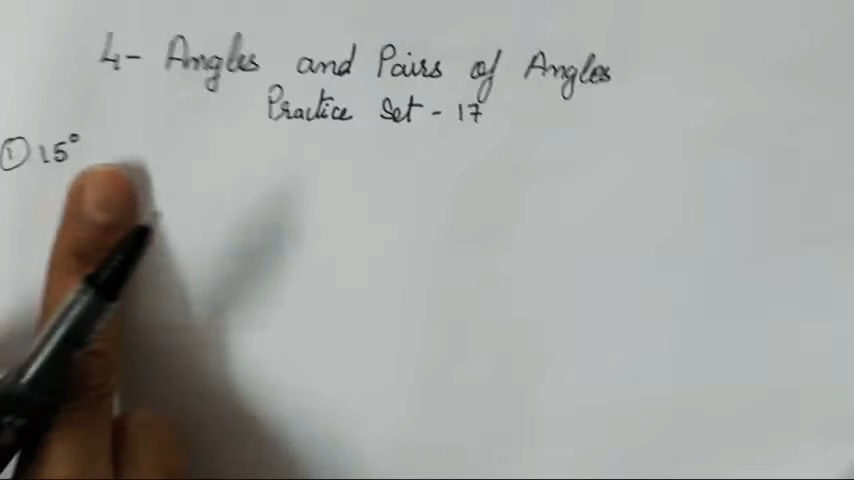 4- Angles and Pairs of Angles
Practice Set - 17
① 15°